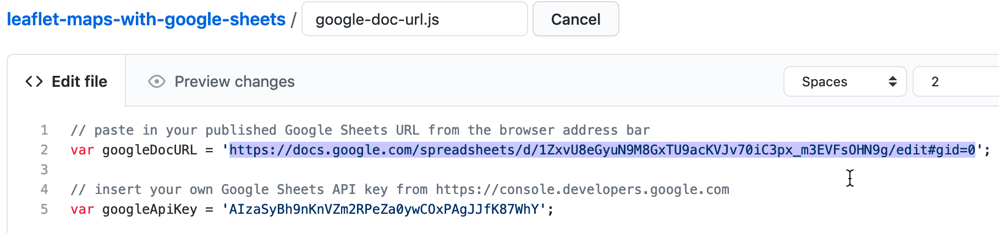 leaflet-maps-with-google-sheets / google-doc-url.js Cancel
<> Edit file Preview changes Spaces 2
1 // paste in your published Google Sheets URL from the browser address bar
2 var googleDocURL = 'https://docs.google.com/spreadsheets/d/1ZxvU8eGyuN9M8GxTU9acKVJv70iC3px_m3EVFsOHN9g/edit#gid=0';
3
4 // insert your own Google Sheets API key from https://console.developers.google.com
5 var googleApiKey = 'AIzaSyBh9nKnVZm2RPeZa0ywCOxPAgJJfK87WhY';